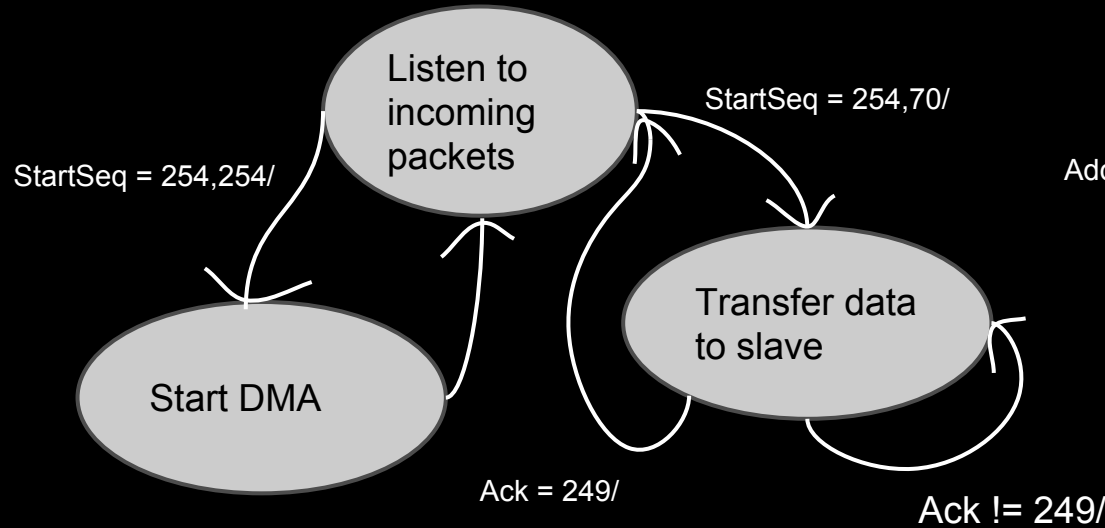 Listen to
incoming
packets
StartSeq = 254,70/
StartSeq = 254,254/
Transfer data
to slave
Start DMA
Ack = 249/
Ack != 249/